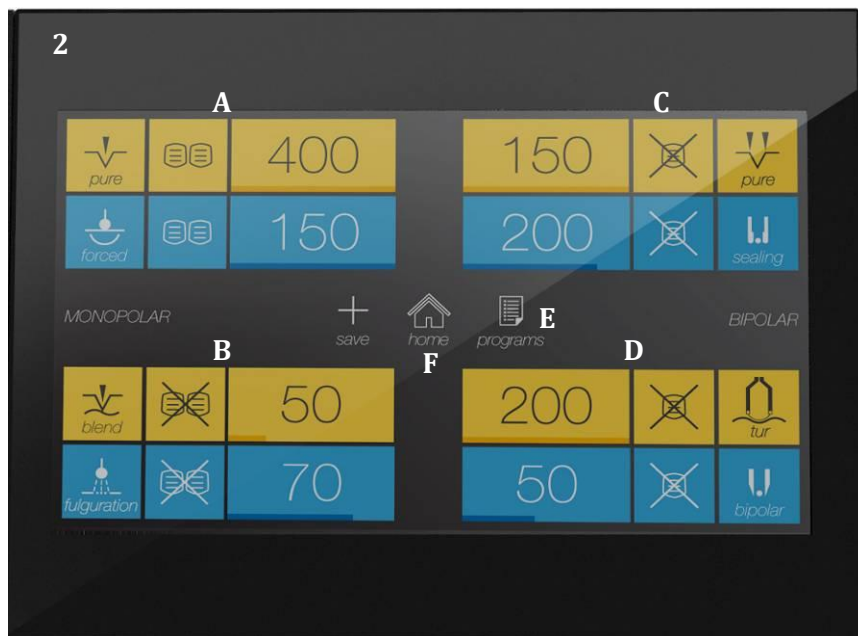 2
A C
400 150
pure pure
150 200
forced sealing
MONOPOLAR save home programs E BIPOLAR
B F D
50 200
blend tur
70 50
fulguration bipolar